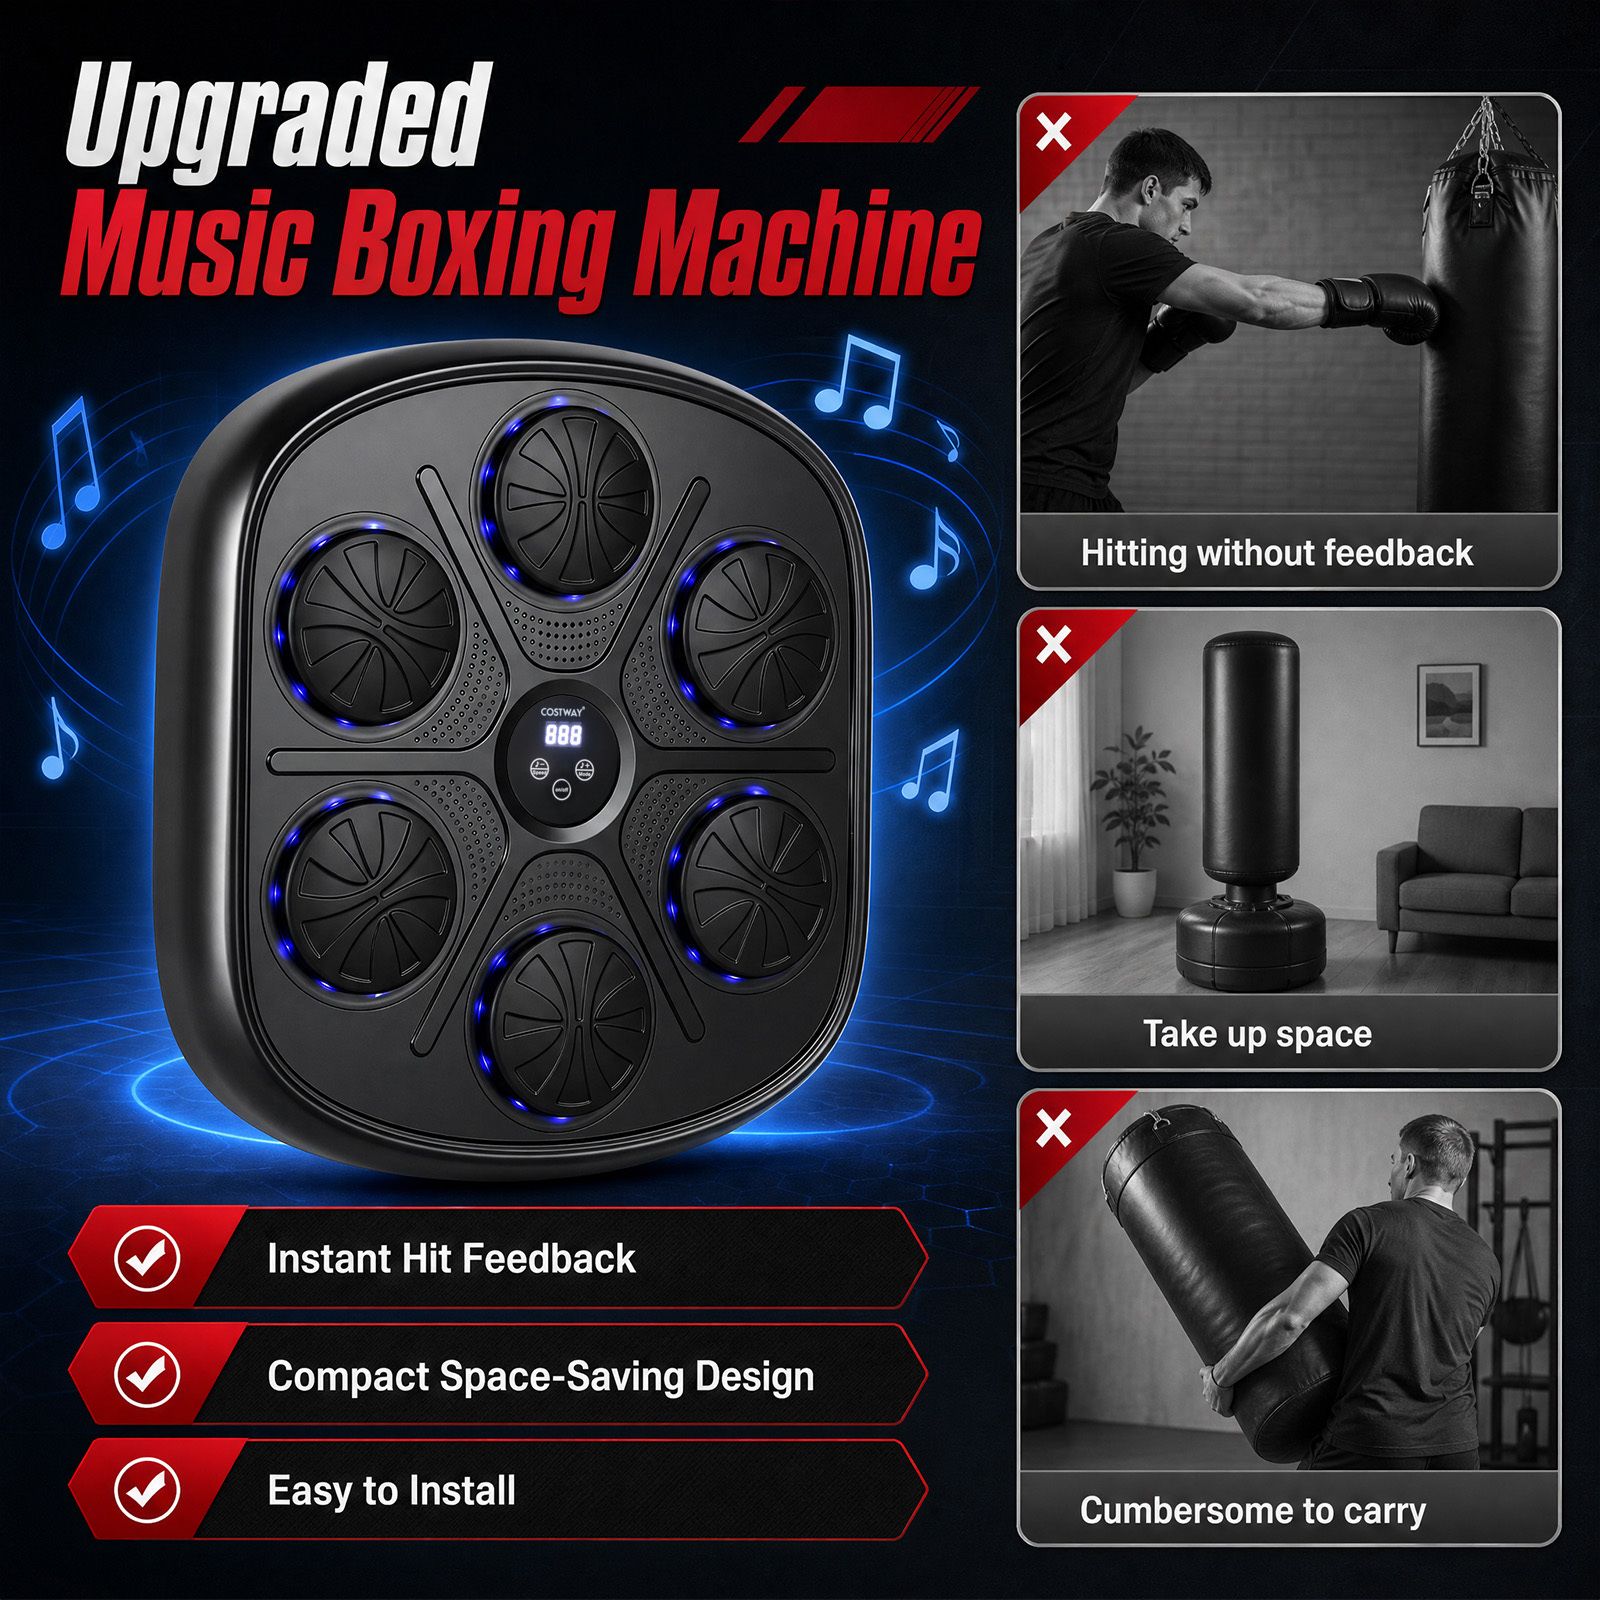 Upgraded
Music Boxing Machine
COSTWAY®
888
Speed
Mode
on/off
Instant Hit Feedback
Compact Space-Saving Design
Easy to Install
Hitting without feedback
Take up space
Cumbersome to carry